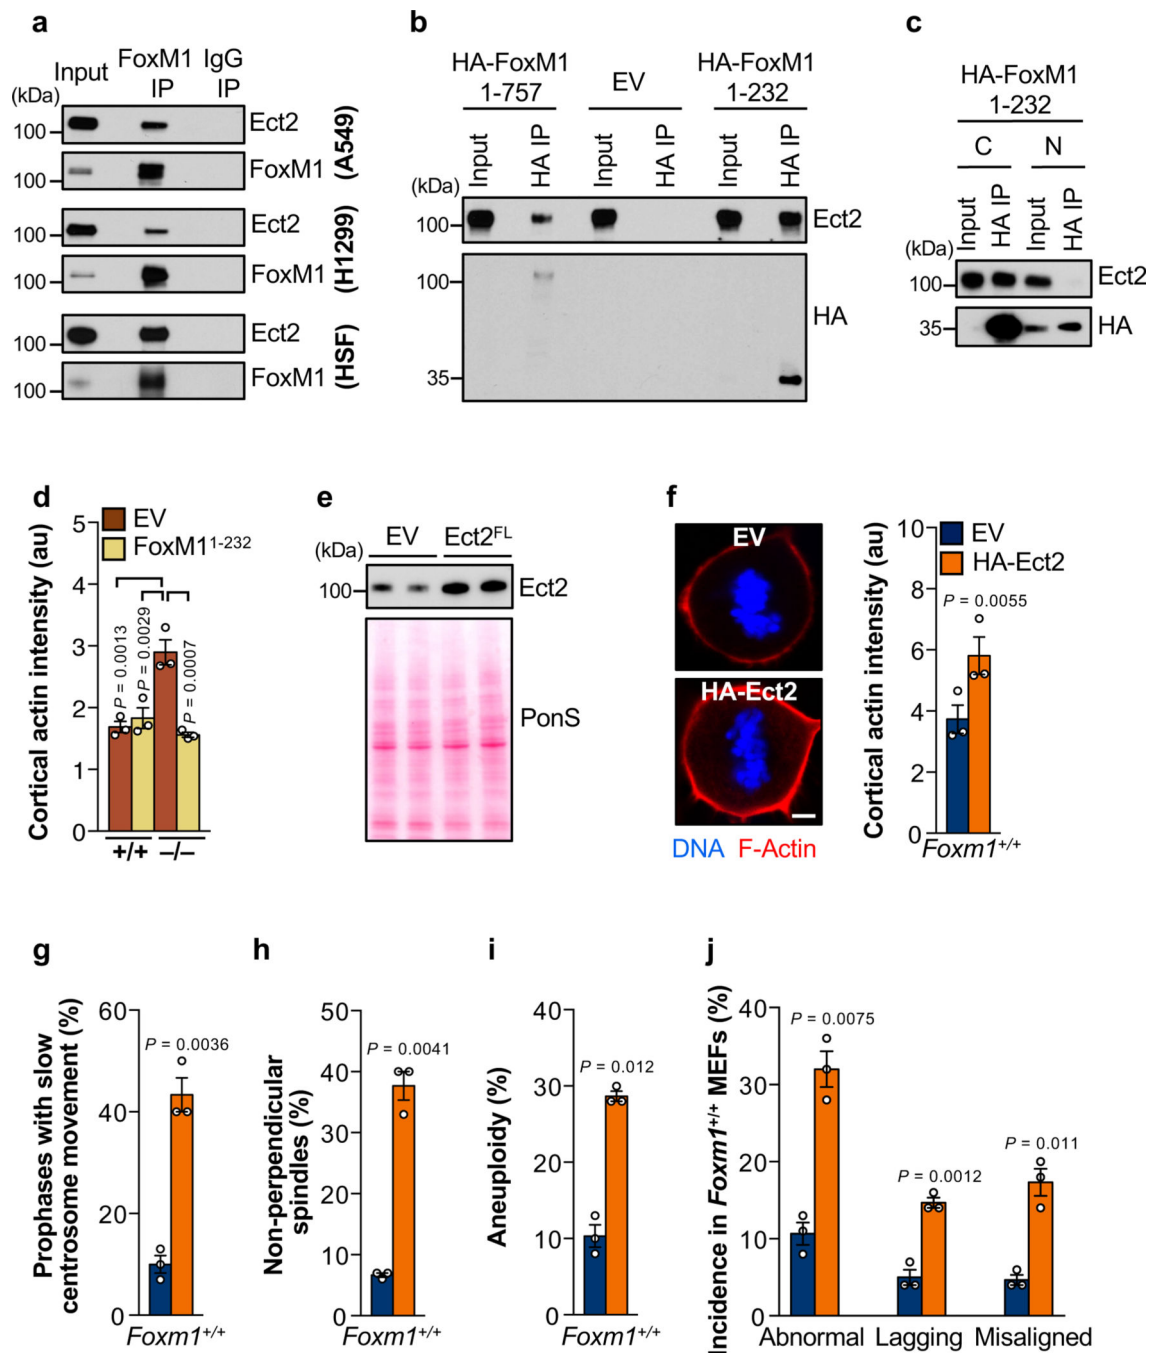 a
Input FoxM1 IP IgG IP
(kDa)
100 Ect2
100 FoxM1
(A549)
100 Ect2
100 FoxM1
(H1299)
100 Ect2
100 FoxM1
(HSF)
b
HA-FoxM1 1-757 EV HA-FoxM1 1-232
Input HA IP Input HA IP Input HA IP
(kDa)
100 Ect2
100
HA
35
c
HA-FoxM1
1-232
C N
Input HA IP Input HA IP
(kDa)
100 Ect2
35 HA
d
Cortical actin intensity (au)
EV
FoxM1¹⁻²³²
5
4
3
2
1
0
P = 0.0013
P = 0.0029
P = 0.0007
+/+ –/–
e
EV Ect2ᶠᴸ
(kDa)
100 Ect2
PonS
f
EV
HA-Ect2
DNA F-Actin
Cortical actin intensity (au)
10
8
6
4
2
0
EV
HA-Ect2
P = 0.0055
Foxm1⁺/⁺
g
Prophases with slow
centrosome movement (%)
60
40
20
0
P = 0.0036
Foxm1⁺/⁺
h
Non-perpendicular
spindles (%)
50
40
30
20
10
0
P = 0.0041
Foxm1⁺/⁺
i
Aneuploidy (%)
40
30
20
10
0
P = 0.012
Foxm1⁺/⁺
j
Incidence in Foxm1⁺/⁺ MEFs (%)
40
30
20
10
0
P = 0.0075
P = 0.0012
P = 0.011
Abnormal Lagging Misaligned